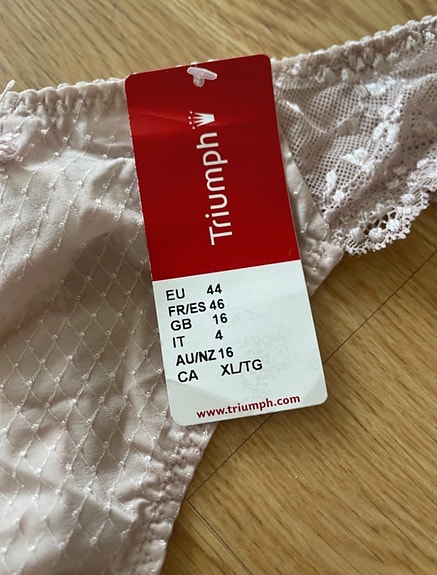 Triumph
EU 44
FR/ES 46
GB 16
IT 4
AU/NZ 16
CA XL/TG
www.triumph.com